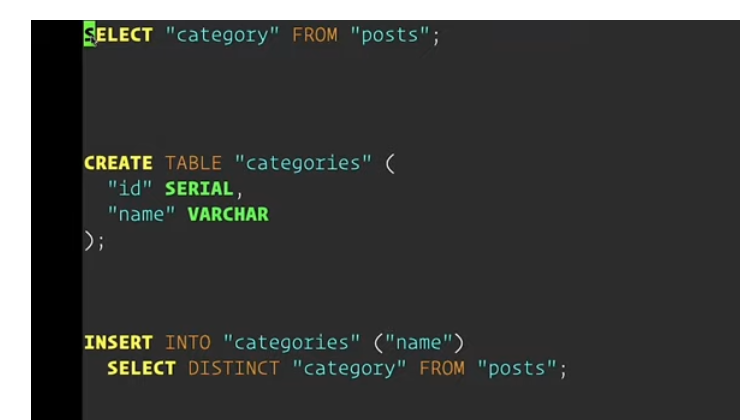 SELECT "category" FROM "posts";
CREATE TABLE "categories" (
"id" SERIAL,
"name" VARCHAR
);
INSERT INTO "categories" ("name")
SELECT DISTINCT "category" FROM "posts";